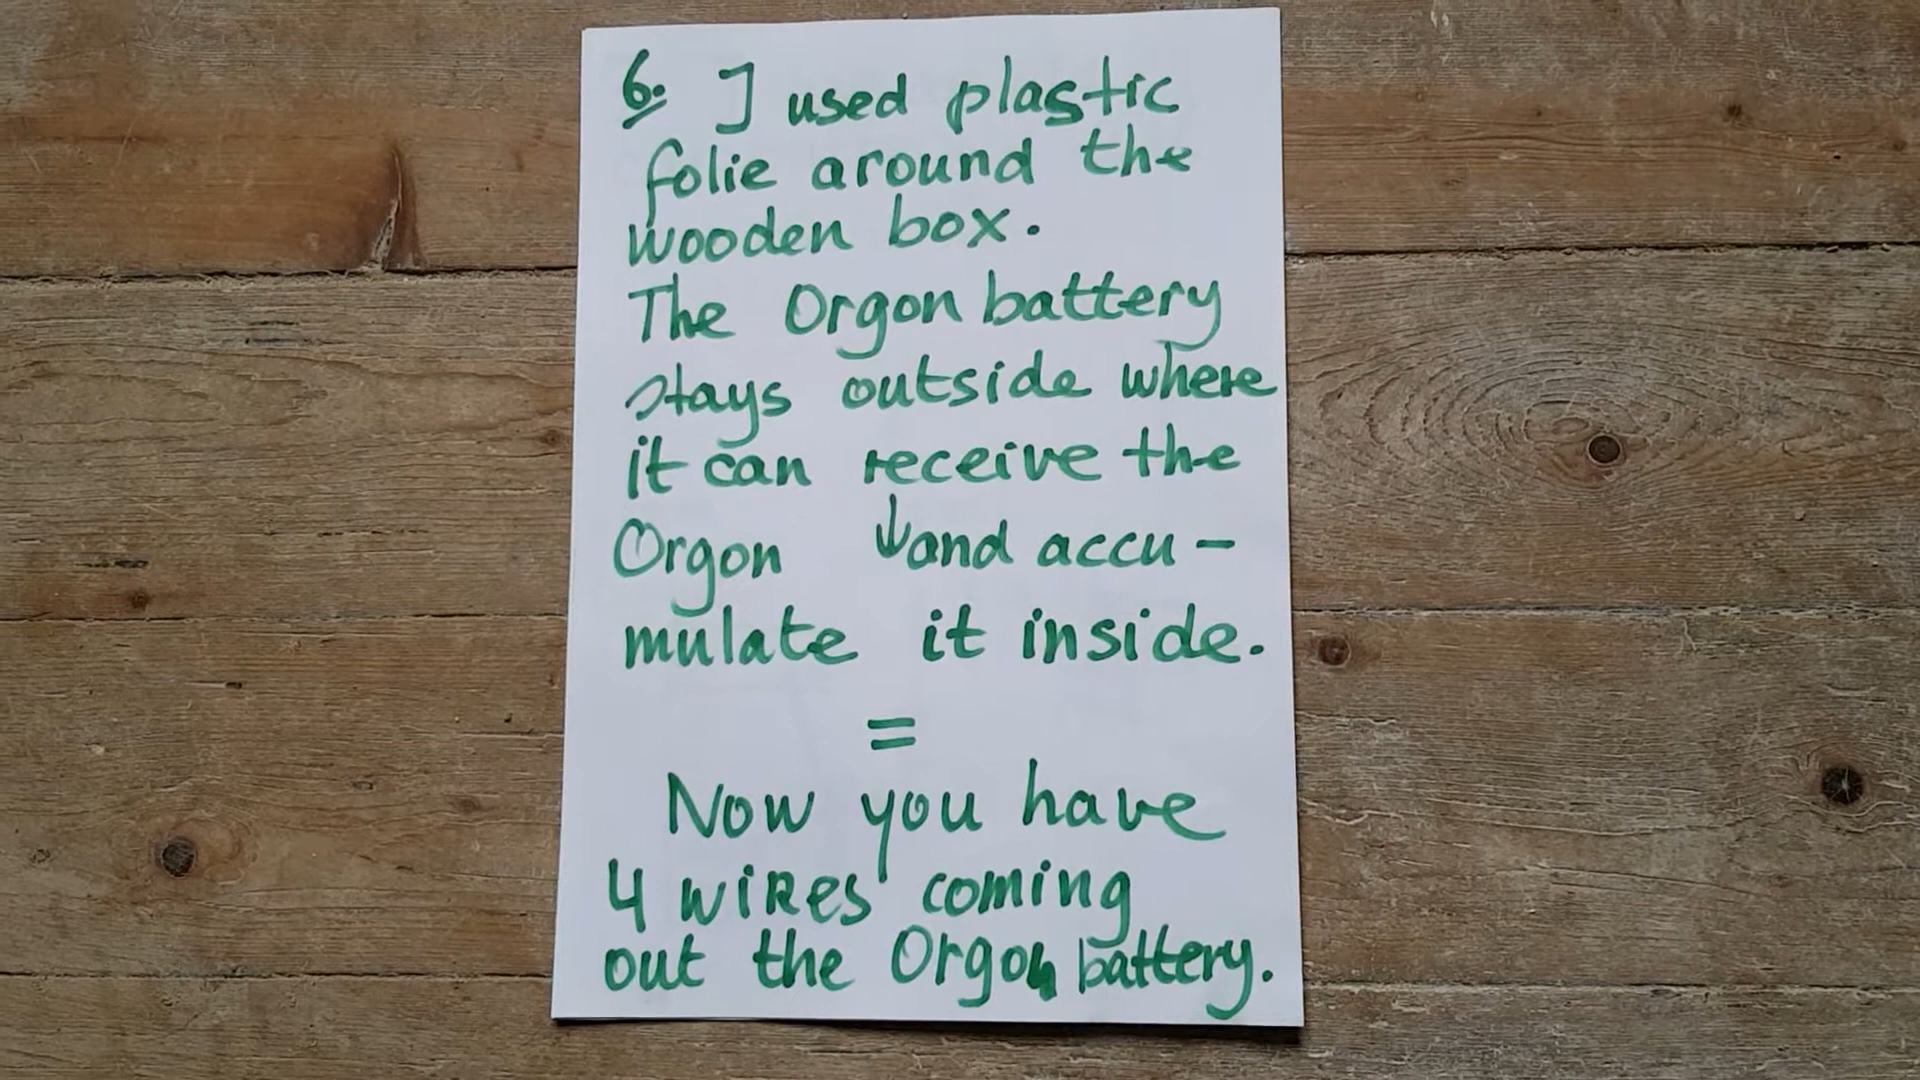 6. I used plastic
folie around the
wooden box.
The Orgon battery
stays outside where
it can receive the
Orgon ↓and accu-
mulate it inside.
=
Now you have
4 wires coming
out the Orgon battery.